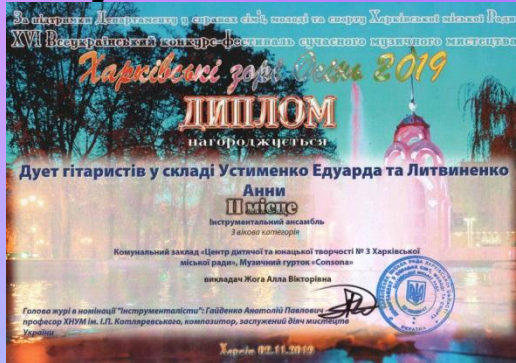 За підтримки Департаменту у справах сім'ї, молоді та спорту Харківської міської Ради
XVI Всеукраїнський конкурс-фестиваль сучасного музичного мистецтва
Харківські зорі Осінь 2019
ДИПЛОМ
нагороджується
Дует гітаристів у складі Устименко Едуарда та Литвиненко
Анни
II місце
Інструментальний ансамбль
3 вікова категорія
Комунальний заклад «Центр дитячої та юнацької творчості № 3 Харківської
міської ради», Музичний гурток «Consona»
викладач Жога Алла Вікторівна
Голова журі в номінації "Інструменталісти": Гайденко Анатолій Павлович
професор ХНУМ ім. І.П. Котляревського, композитор, заслужений діяч мистецтв
України
Харків 02.11.2019